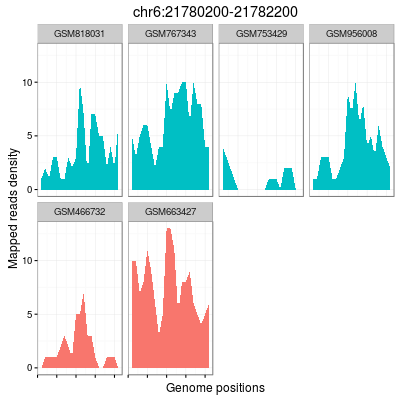 chr6:21780200-21782200
GSM818031 GSM767343 GSM753429 GSM956008
10
5
0
GSM466732 GSM663427
10
5
0
Mapped reads density
Genome positions